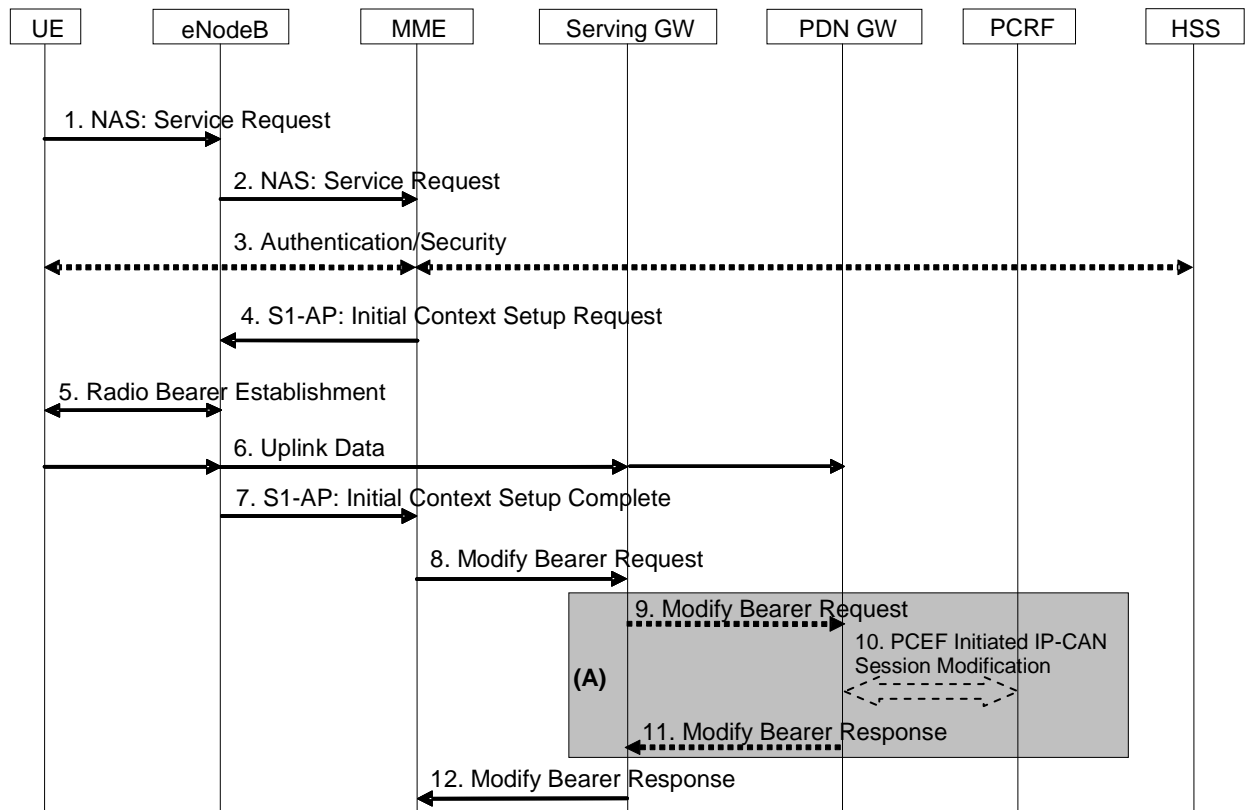 UE
eNodeB
MME
Serving GW
PDN GW
PCRF
HSS
1. NAS: Service Request
2. NAS: Service Request
3. Authentication/Security
4. S1-AP: Initial Context Setup Request
5. Radio Bearer Establishment
6. Uplink Data
7. S1-AP: Initial Context Setup Complete
8. Modify Bearer Request
9. Modify Bearer Request
10. PCEF Initiated IP-CAN
Session Modification
(A)
11. Modify Bearer Response
12. Modify Bearer Response